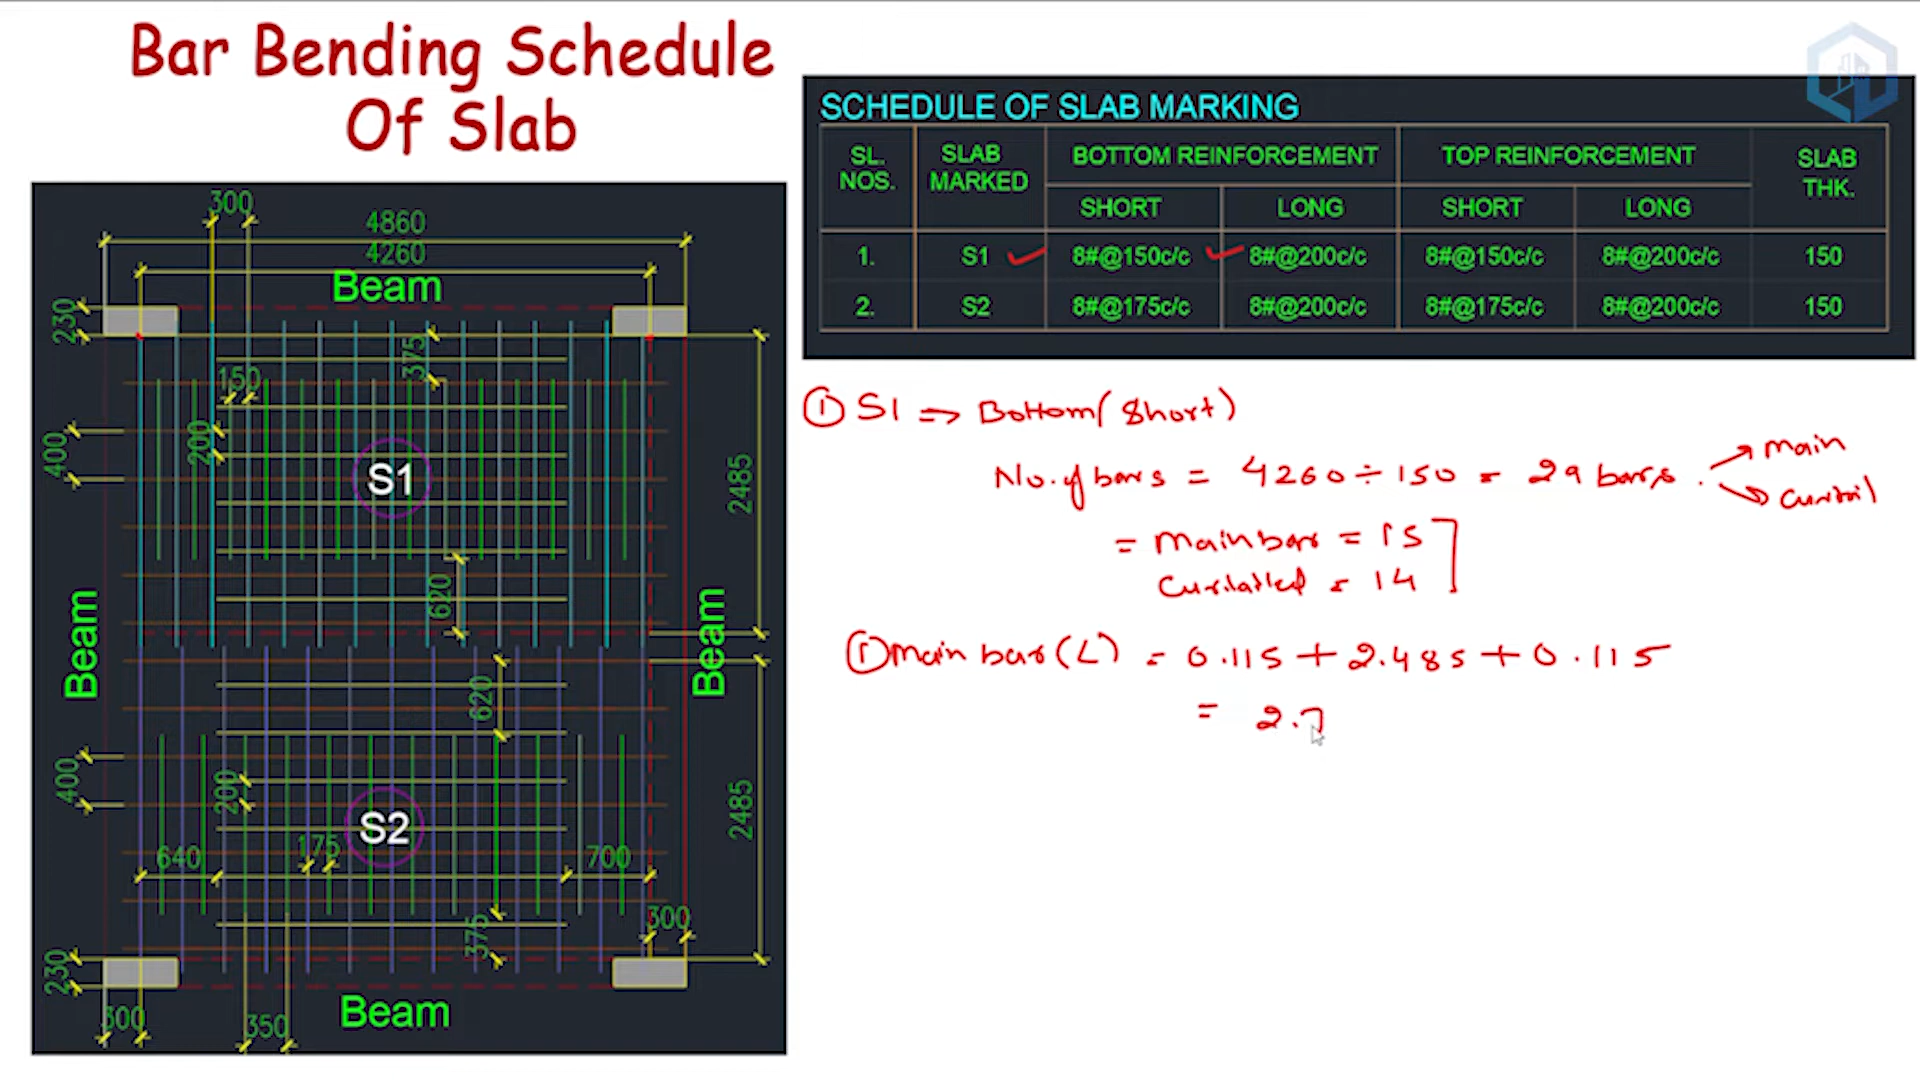 Bar Bending Schedule
Of Slab
SCHEDULE OF SLAB MARKING
SL. NOS. SLAB MARKED BOTTOM REINFORCEMENT TOP REINFORCEMENT SLAB THK.
SHORT LONG SHORT LONG
1. S1 8#@150c/c 8#@200c/c 8#@150c/c 8#@200c/c 150
2. S2 8#@175c/c 8#@200c/c 8#@175c/c 8#@200c/c 150
300
4860
4260
Beam
230
375
150
200
400
S1
2485
620
Beam
Beam
620
400
200
S2
2485
640
175
700
375
300
230
300
350
Beam
① S1 => Bottom (Short)
No. of bars = 4260 ÷ 150 = 29 bars.
main
curtail
= main bar = 15
Curtailed = 14
① main bar (L) = 0.115 + 2.485 + 0.115
= 2.7